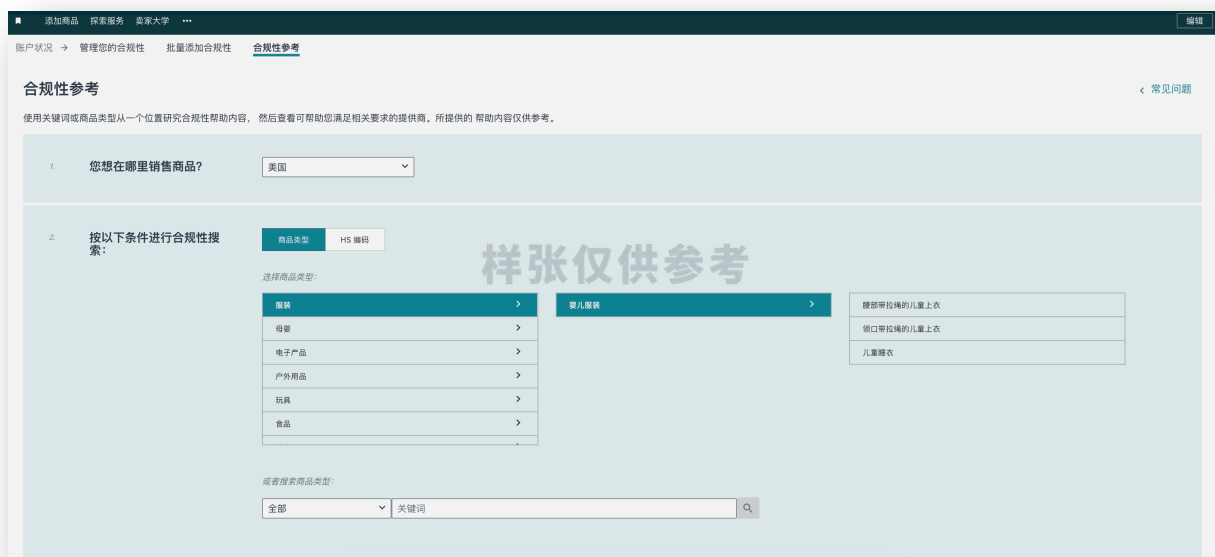 添加商品 探索服务 卖家大学 ••• 编辑
账户状况 → 管理您的合规性 批量添加合规性 合规性参考
合规性参考 ‹ 常见问题
使用关键词或商品类型从一个位置研究合规性帮助内容， 然后查看可帮助您满足相关要求的提供商。所提供的 帮助内容仅供参考。
1. 您想在哪里销售商品? 美国
2. 按以下条件进行合规性搜
索：
商品类型 HS 编码
样张仅供参考
选择商品类型：
服装 婴儿服装 腰部带拉绳的儿童上衣
母婴 领口带拉绳的儿童上衣
电子产品 儿童睡衣
户外用品
玩具
食品
或者搜索商品类型：
全部 关键词